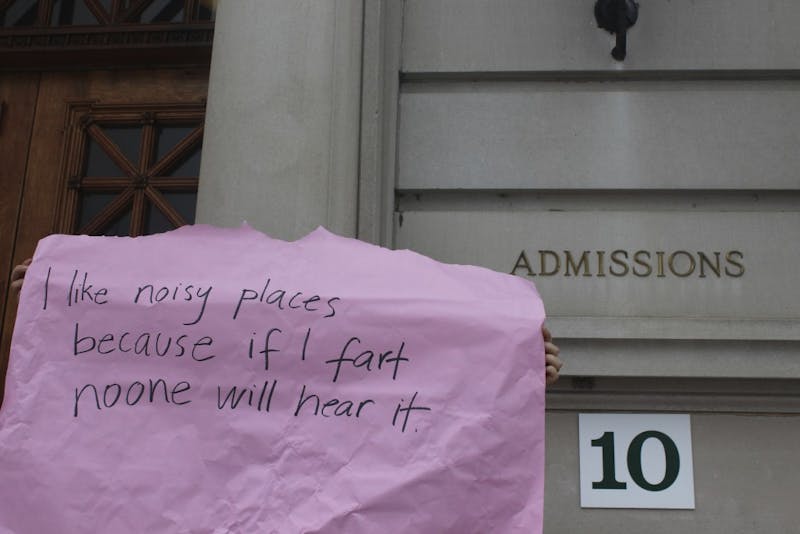 I like noisy places
because if I fart
noone will hear it.
ADMISSIONS
10